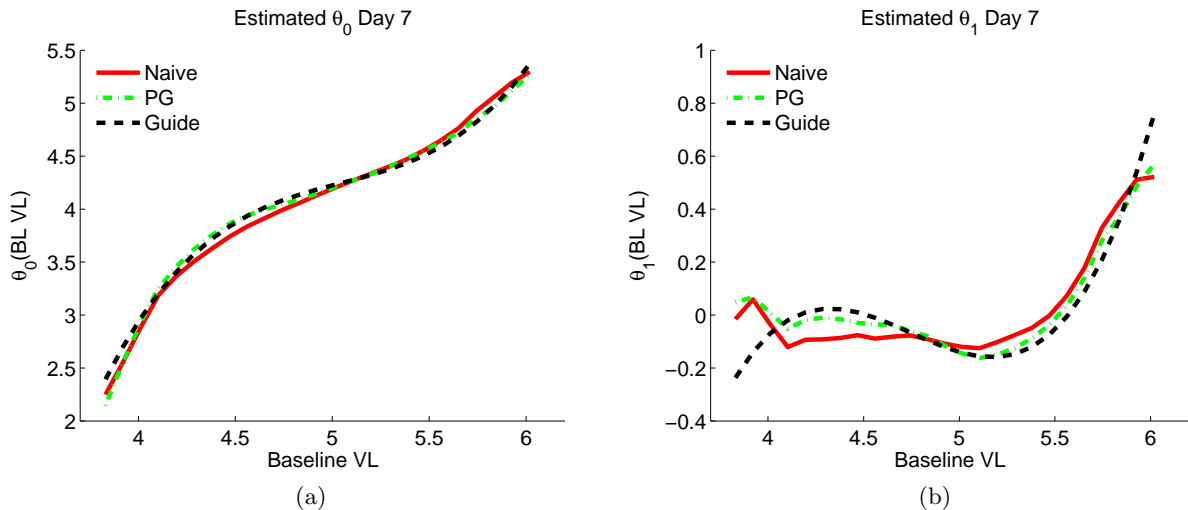 Estimated θ₀ Day 7
5.5
5
4.5
4
3.5
3
2.5
2
θ₀(BL VL)
Naive
PG
Guide
4 4.5 5 5.5 6
Baseline VL
(a)
Estimated θ₁ Day 7
1
0.8
0.6
0.4
0.2
0
−0.2
−0.4
θ₁(BL VL)
Naive
PG
Guide
4 4.5 5 5.5 6
Baseline VL
(b)